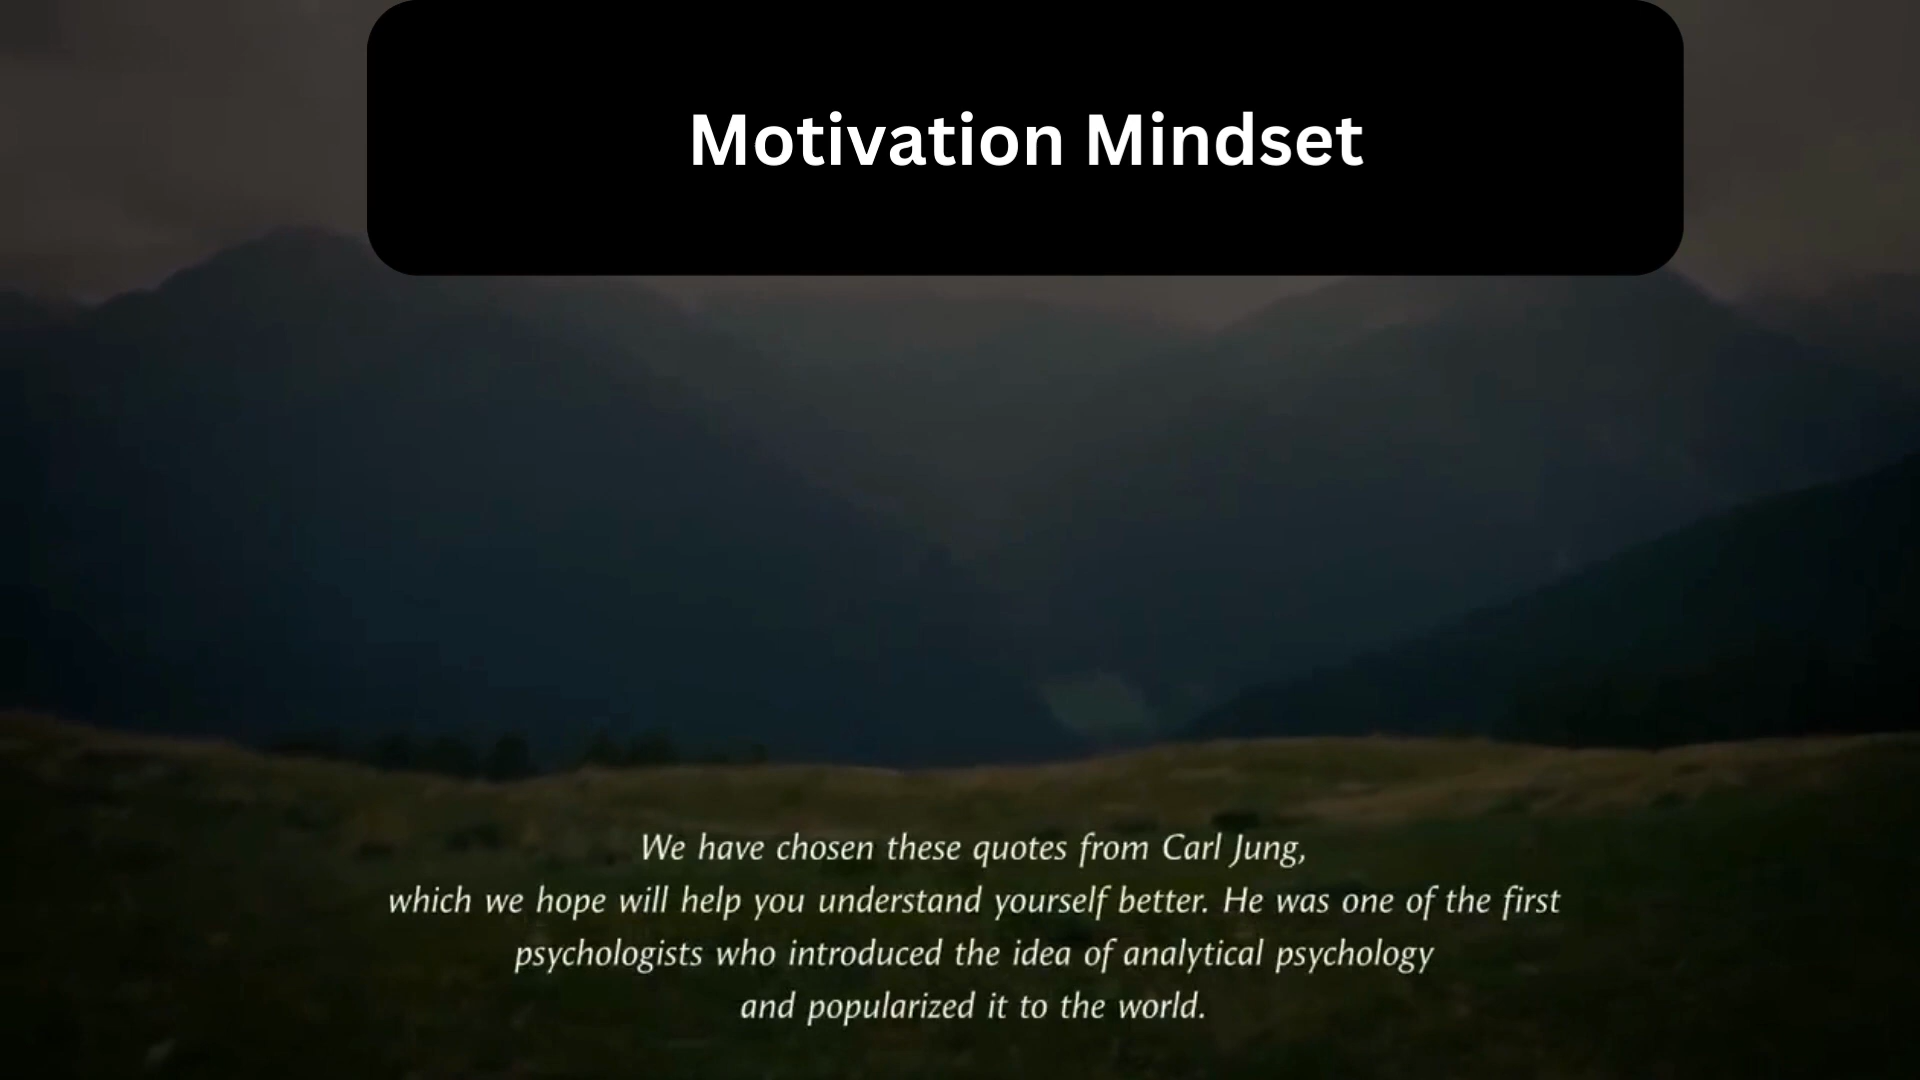 Motivation Mindset
We have chosen these quotes from Carl Jung,
which we hope will help you understand yourself better. He was one of the first
psychologists who introduced the idea of analytical psychology
and popularized it to the world.